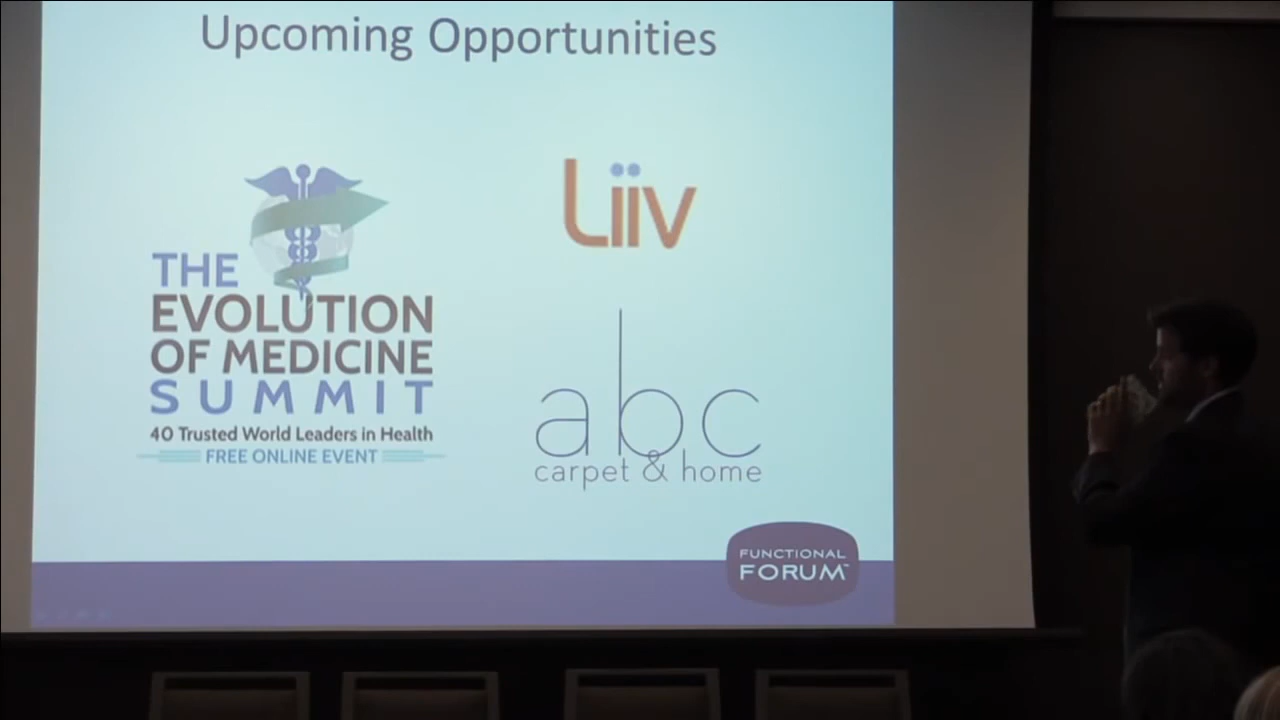 Upcoming Opportunities
THE
EVOLUTION
OF MEDICINE
SUMMIT
40 Trusted World Leaders in Health
FREE ONLINE EVENT
Liiv
abc
carpet & home
FUNCTIONAL
FORUM™